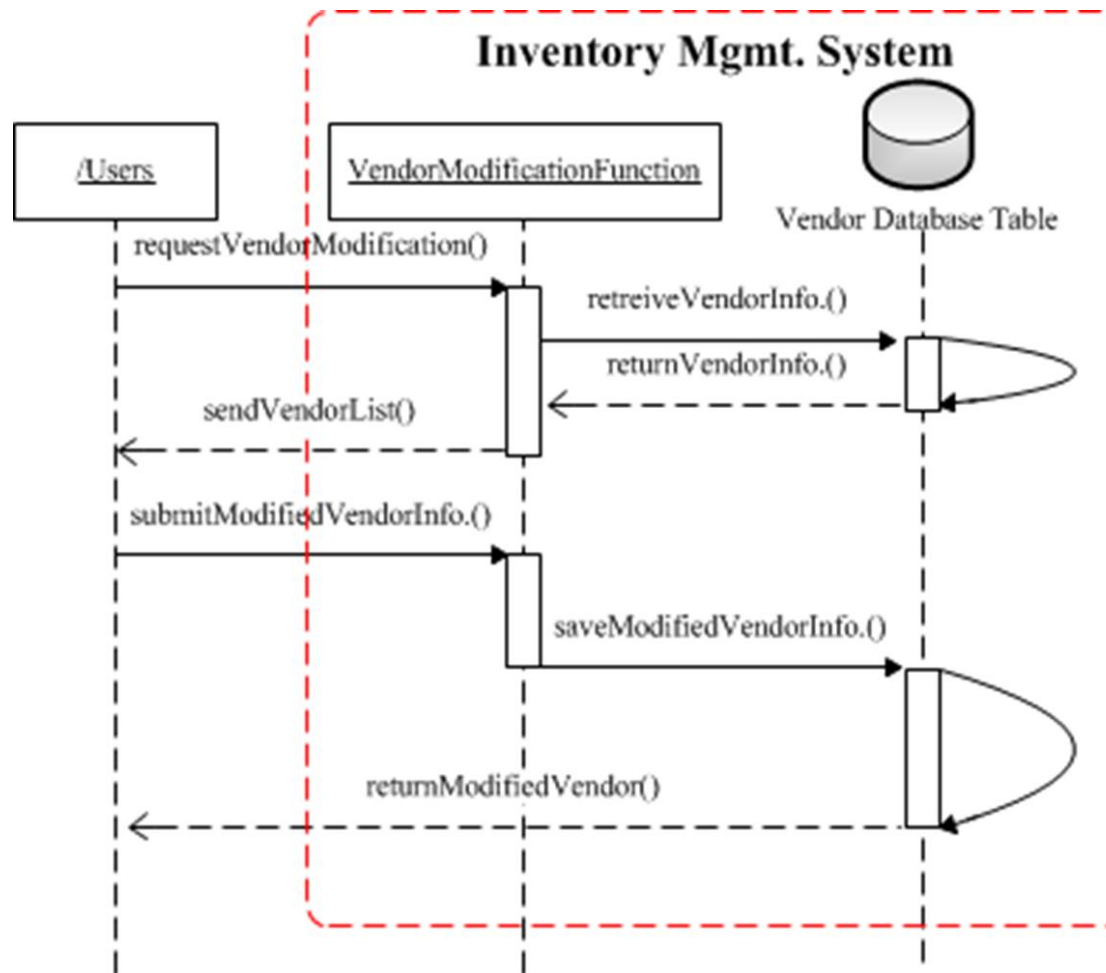 Inventory Mgmt. System
/Users
VendorModificationFunction
Vendor Database Table
requestVendorModification()
retreiveVendorInfo.()
returnVendorInfo.()
sendVendorList()
submitModifiedVendorInfo.()
saveModifiedVendorInfo.()
returnModifiedVendor()